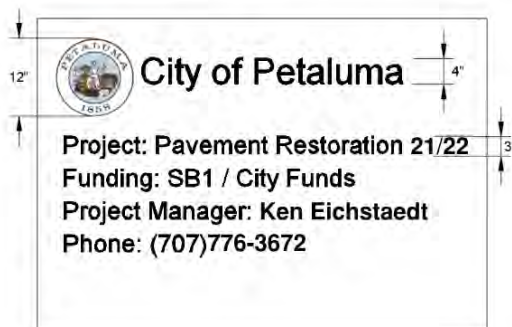 12"
PETALUMA
1858
City of Petaluma
4"
Project: Pavement Restoration 21/22
3
Funding: SB1 / City Funds
Project Manager: Ken Eichstaedt
Phone: (707)776-3672